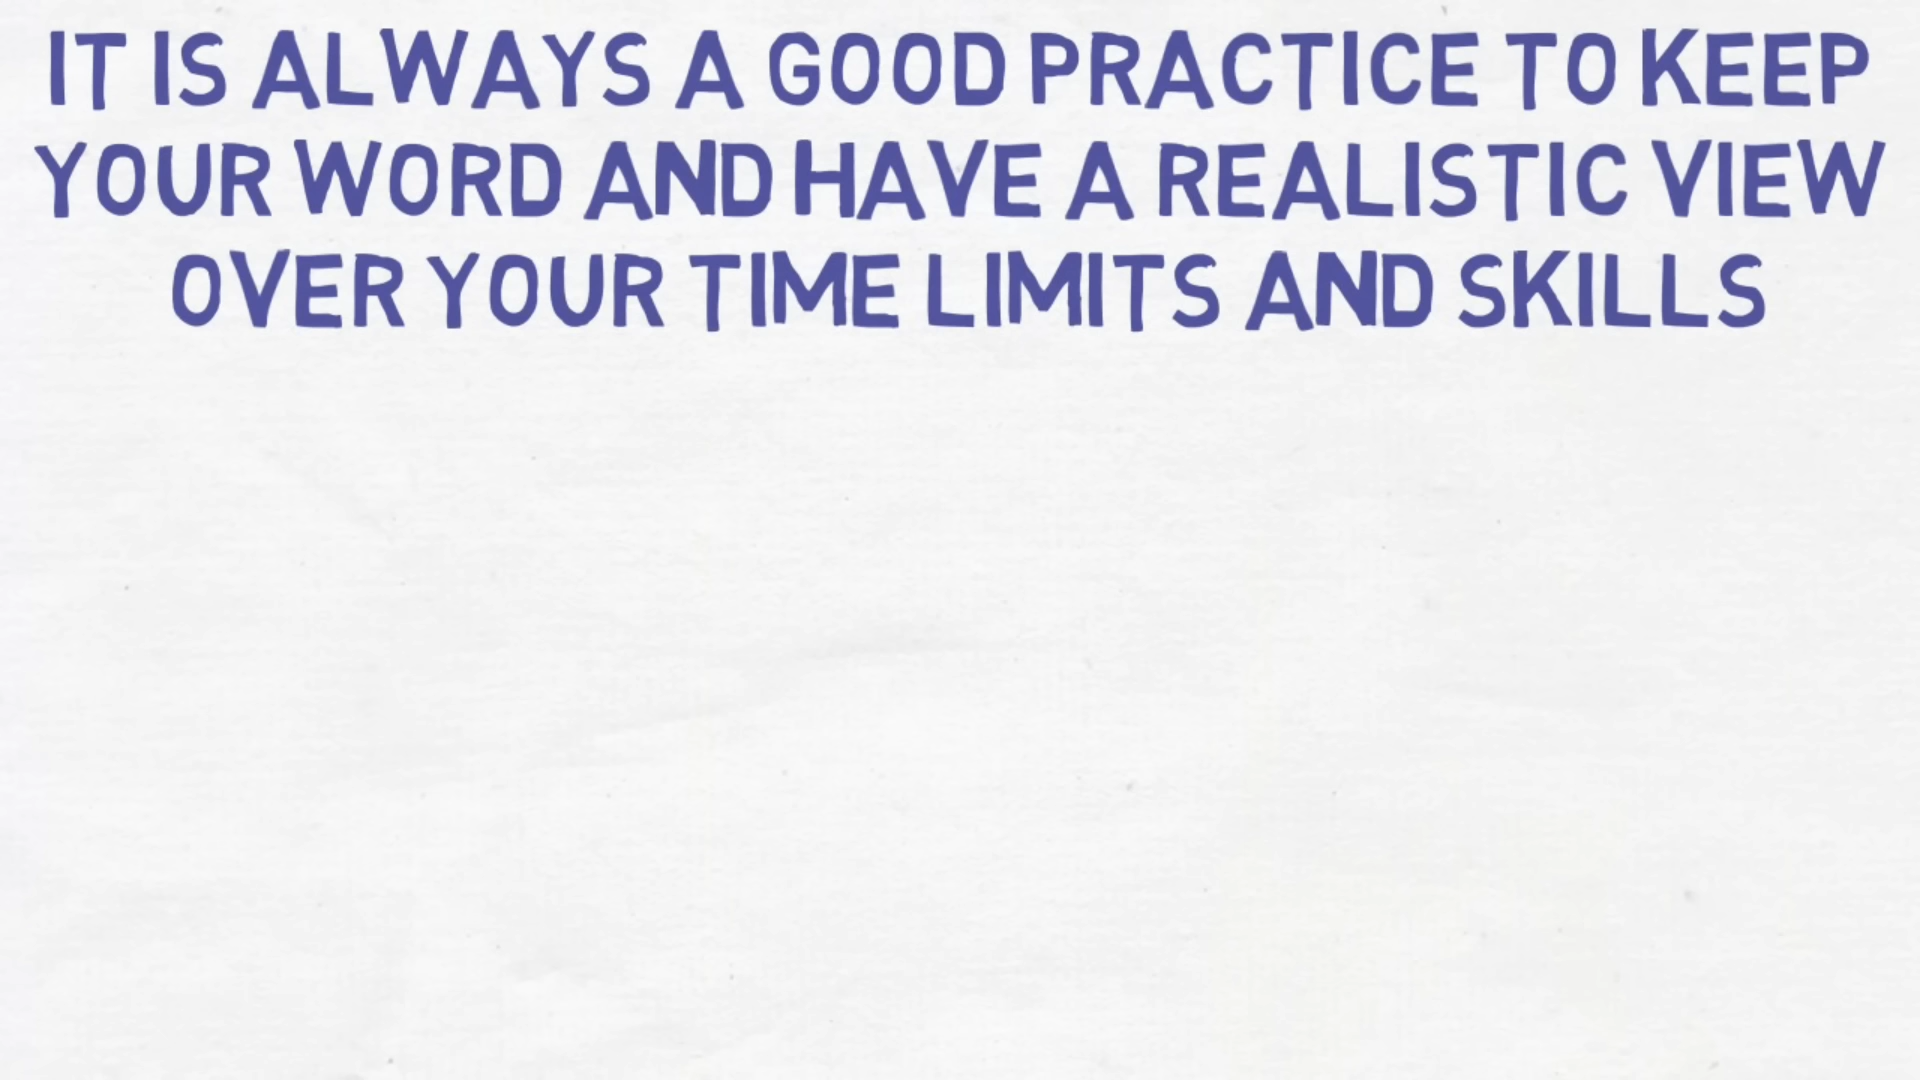 IT IS ALWAYS A GOOD PRACTICE TO KEEP
YOUR WORD AND HAVE A REALISTIC VIEW
OVER YOUR TIME LIMITS AND SKILLS